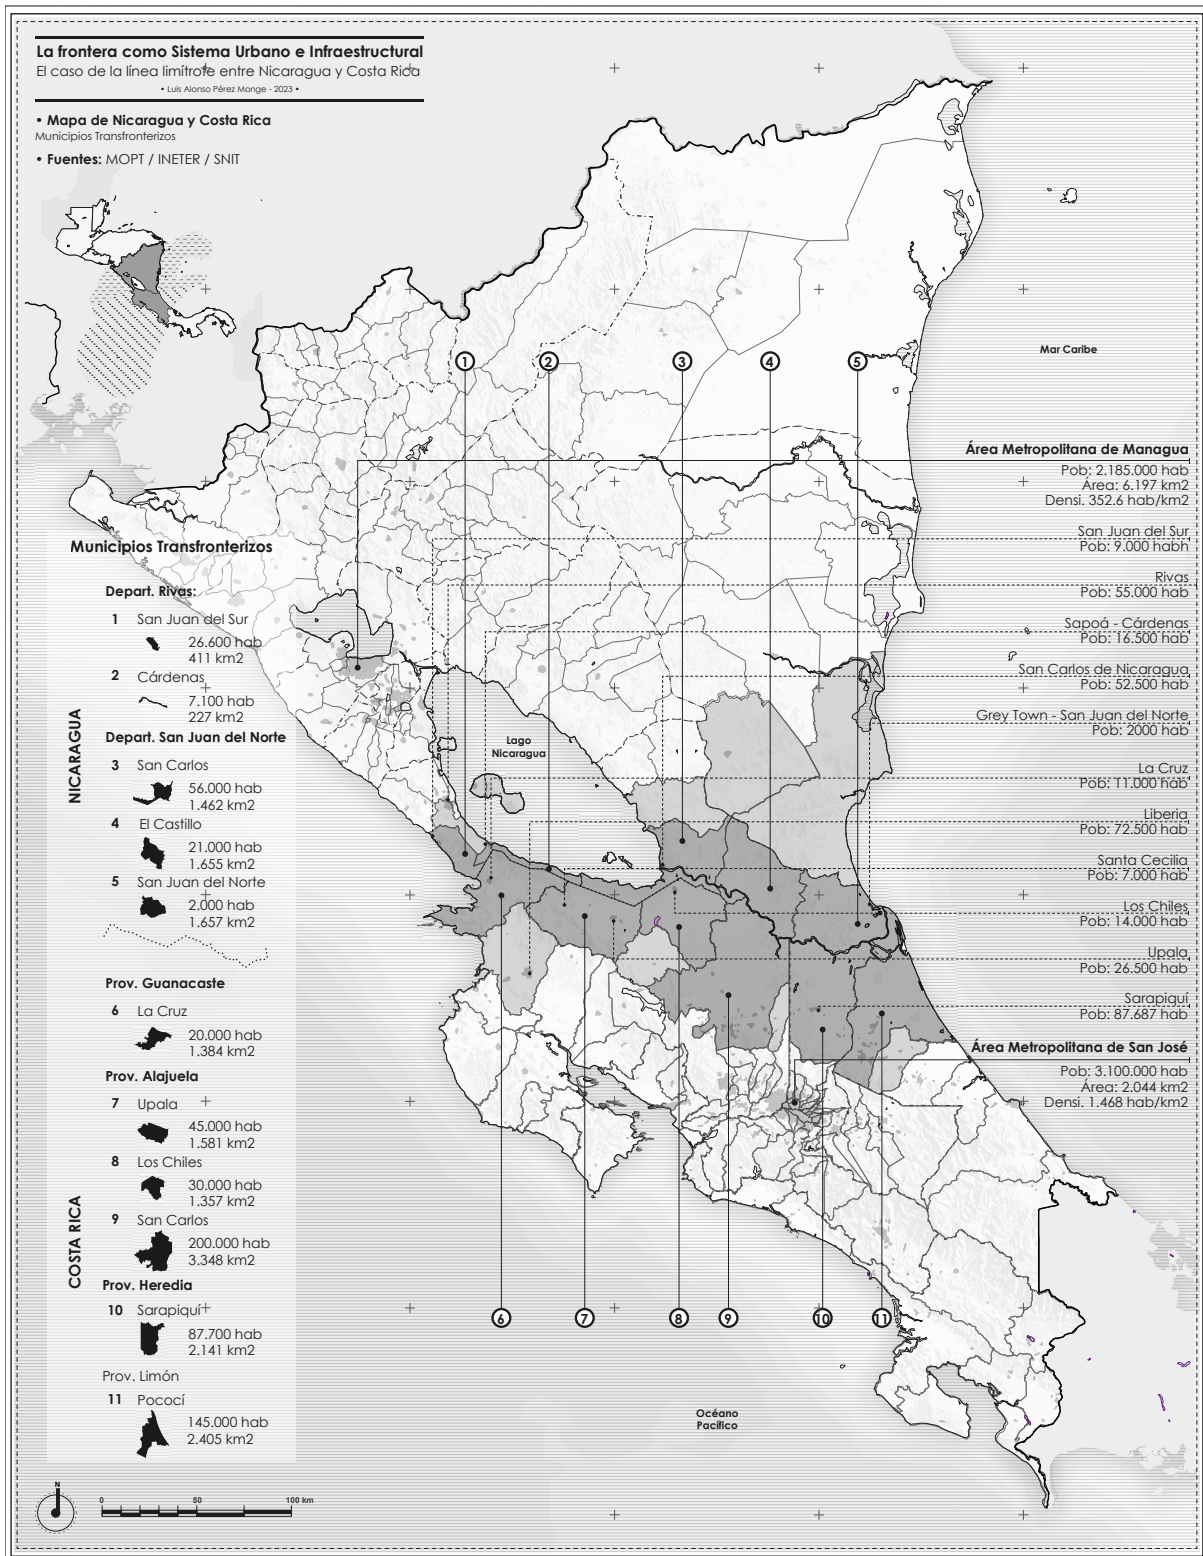 La frontera como Sistema Urbano e Infraestructural
El caso de la línea limítrofe entre Nicaragua y Costa Rica
• Luis Alonso Pérez Monge - 2023 •
• Mapa de Nicaragua y Costa Rica
Municipios Transfronterizos
• Fuentes: MOPT / INETER / SNIT
1
2
3
4
5
Mar Caribe
Área Metropolitana de Managua
Pob: 2.185.000 hab
Área: 6.197 km2
Densi. 352.6 hab/km2
San Juan del Sur
Pob: 9.000 habh
Rivas
Pob: 55.000 hab
Sapoá - Cárdenas
Pob: 16.500 hab
San Carlos de Nicaragua
Pob: 52.500 hab
Grey Town - San Juan del Norte
Pob: 2000 hab
La Cruz
Pob: 11.000 hab
Liberia
Pob: 72.500 hab
Santa Cecilia
Pob: 7.000 hab
Los Chiles
Pob: 14.000 hab
Upala
Pob: 26.500 hab
Sarapiquí
Pob: 87.687 hab
Área Metropolitana de San José
Pob: 3.100.000 hab
Área: 2.044 km2
Densi. 1.468 hab/km2
Lago
Nicaragua
Municipios Transfronterizos
NICARAGUA
Depart. Rivas:
1 San Juan del Sur
26.600 hab
411 km2
2 Cárdenas
7.100 hab
227 km2
Depart. San Juan del Norte
3 San Carlos
56.000 hab
1.462 km2
4 El Castillo
21.000 hab
1.655 km2
5 San Juan del Norte
2.000 hab
1.657 km2
COSTA RICA
Prov. Guanacaste
6 La Cruz
20.000 hab
1.384 km2
Prov. Alajuela
7 Upala
45.000 hab
1.581 km2
8 Los Chiles
30.000 hab
1.357 km2
9 San Carlos
200.000 hab
3.348 km2
Prov. Heredia
10 Sarapiquí
87.700 hab
2.141 km2
Prov. Limón
11 Pococí
145.000 hab
2.405 km2
6
7
8
9
10
11
Océano
Pacífico
N
0 50 100 km